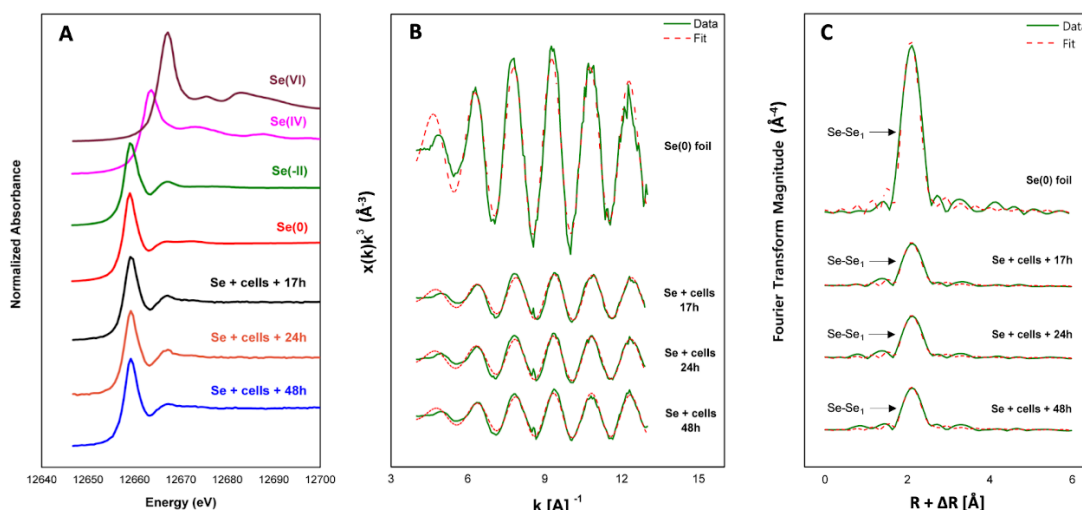 A
Se(VI)
Se(IV)
Se(-II)
Se(0)
Se + cells + 17h
Se + cells + 24h
Se + cells + 48h
Normalized Absorbance
12640 12650 12660 12670 12680 12690 12700
Energy (eV)
B
Data
Fit
Se(0) foil
Se + cells
17h
Se + cells
24h
Se + cells
48h
x(k)k³ (Å-³)
3 6 9 12
k [A] ⁻¹
C
Data
Fit
Se-Se₁
Se(0) foil
Se-Se₁
Se + cells + 17h
Se-Se₁
Se + cells + 24h
Se-Se₁
Se + cells + 48h
Fourier Transform Magnitude (Å-⁴)
0 2 4 6
R + ΔR [Å]